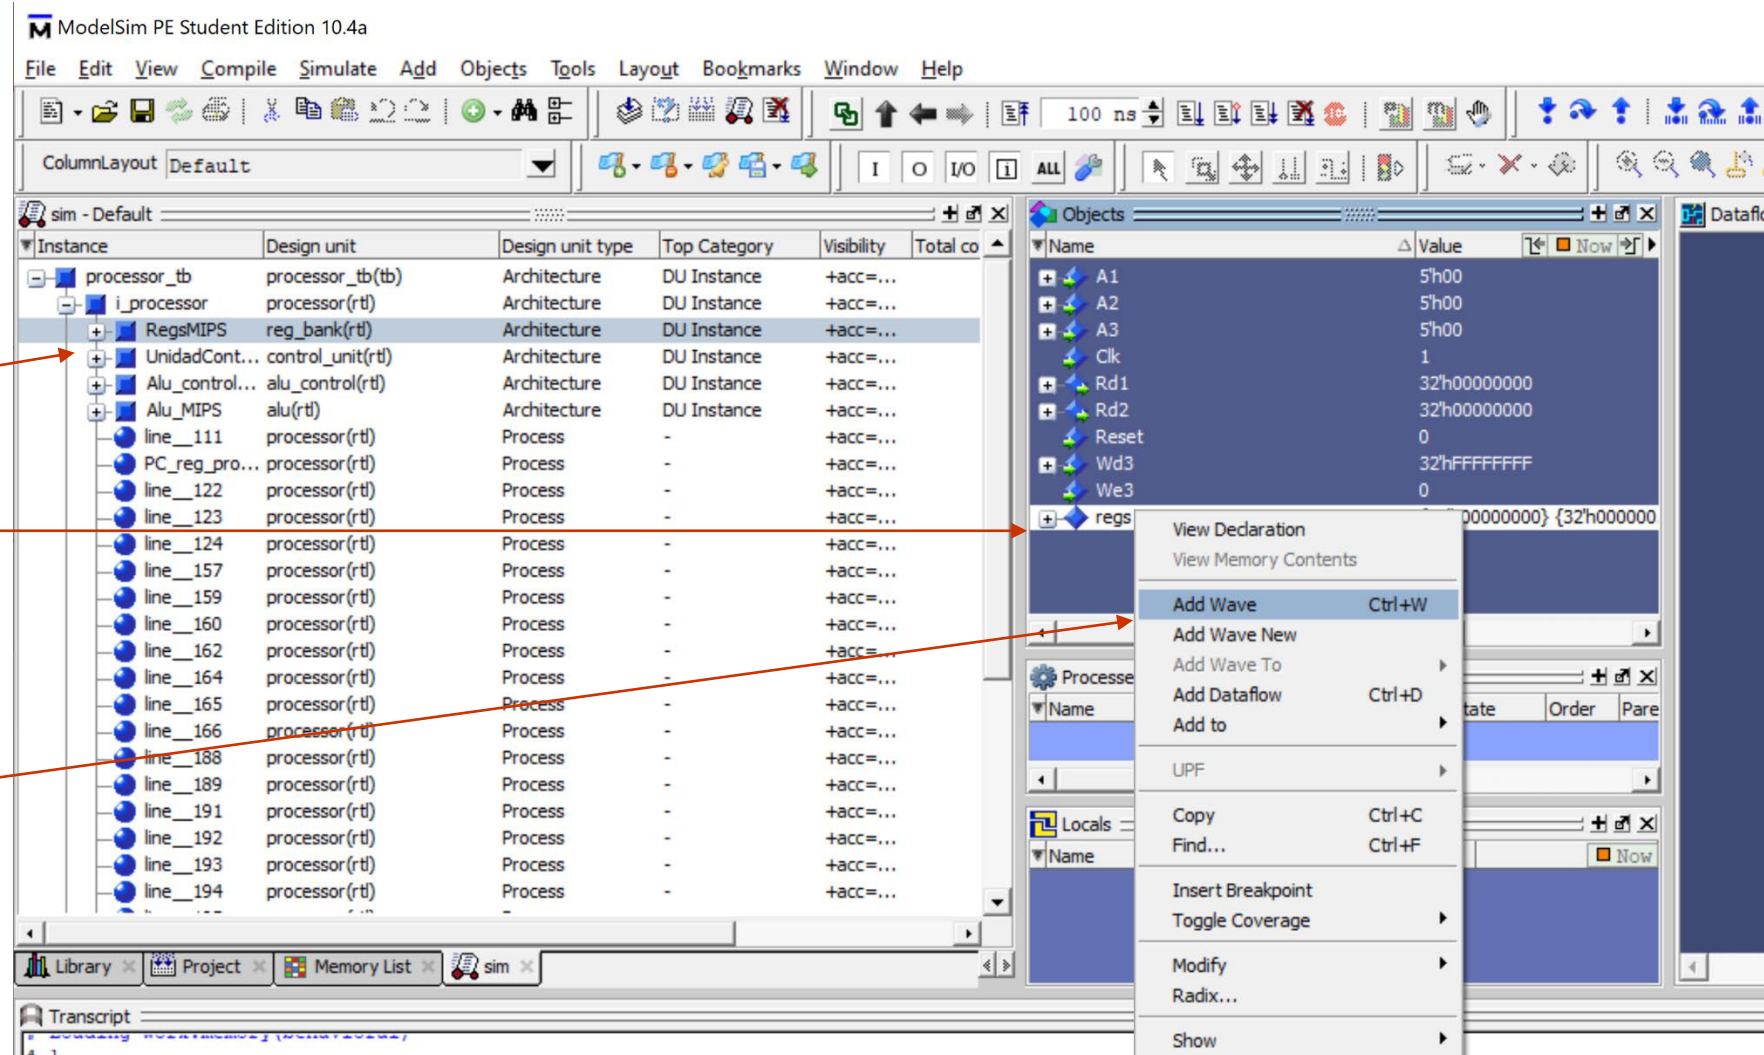 ModelSim PE Student Edition 10.4a
File Edit View Compile Simulate Add Objects Tools Layout Bookmarks Window Help
100 ns
ColumnLayout Default
I O I/O i ALL
sim - Default
Instance Design unit Design unit type Top Category Visibility Total co
processor_tb processor_tb(tb) Architecture DU Instance +acc=...
i_processor processor(rtl) Architecture DU Instance +acc=...
RegsMIPS reg_bank(rtl) Architecture DU Instance +acc=...
UnidadCont... control_unit(rtl) Architecture DU Instance +acc=...
Alu_control... alu_control(rtl) Architecture DU Instance +acc=...
Alu_MIPS alu(rtl) Architecture DU Instance +acc=...
line__111 processor(rtl) Process - +acc=...
PC_reg_pro... processor(rtl) Process - +acc=...
line__122 processor(rtl) Process - +acc=...
line__123 processor(rtl) Process - +acc=...
line__124 processor(rtl) Process - +acc=...
line__157 processor(rtl) Process - +acc=...
line__159 processor(rtl) Process - +acc=...
line__160 processor(rtl) Process - +acc=...
line__162 processor(rtl) Process - +acc=...
line__164 processor(rtl) Process - +acc=...
line__165 processor(rtl) Process - +acc=...
line__166 processor(rtl) Process - +acc=...
line__188 processor(rtl) Process - +acc=...
line__189 processor(rtl) Process - +acc=...
line__191 processor(rtl) Process - +acc=...
line__192 processor(rtl) Process - +acc=...
line__193 processor(rtl) Process - +acc=...
line__194 processor(rtl) Process - +acc=...
Library Project Memory List sim
Objects
Name Value Now
A1 5'h00
A2 5'h00
A3 5'h00
Clk 1
Rd1 32'h00000000
Rd2 32'h00000000
Reset 0
Wd3 32'hFFFFFFFF
We3 0
regs 00000000} {32'h000000
View Declaration
View Memory Contents
Add Wave Ctrl+W
Add Wave New
Add Wave To
Add Dataflow Ctrl+D
Add to
UPF
Copy Ctrl+C
Find... Ctrl+F
Insert Breakpoint
Toggle Coverage
Modify
Radix...
Show
Processe
Name tate Order Pare
Locals
Name Now
Dataflo
Transcript